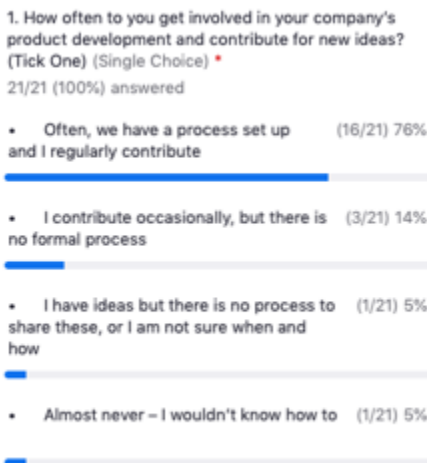 1. How often to you get involved in your company's
product development and contribute for new ideas?
(Tick One) (Single Choice) *
21/21 (100%) answered
• Often, we have a process set up (16/21) 76%
and I regularly contribute
• I contribute occasionally, but there is (3/21) 14%
no formal process
• I have ideas but there is no process to (1/21) 5%
share these, or I am not sure when and
how
• Almost never – I wouldn't know how to (1/21) 5%